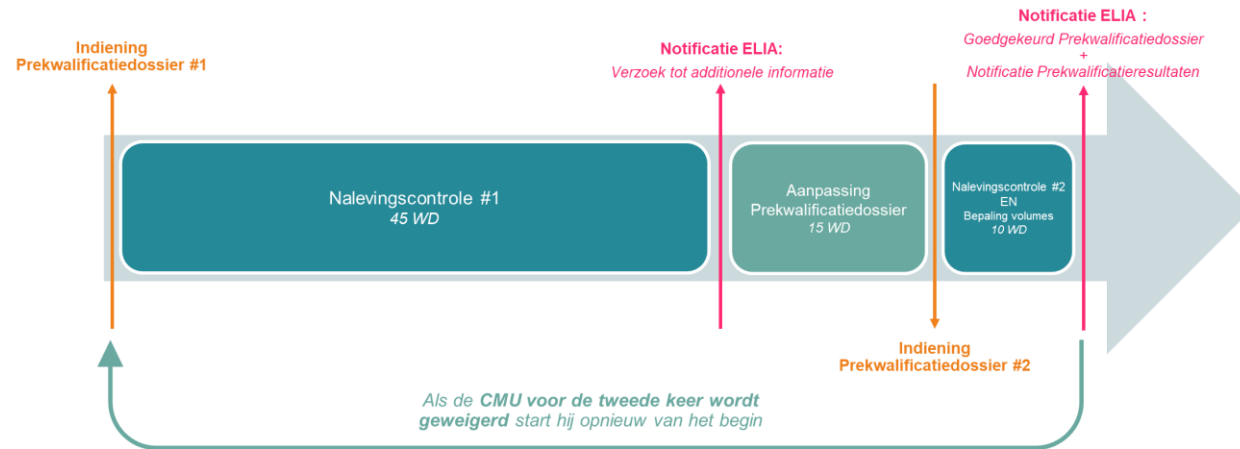 Indiening
Prekwalificatiedossier #1
Notificatie ELIA:
Verzoek tot additionele informatie
Notificatie ELIA :
Goedgekeurd Prekwalificatiedossier
+
Notificatie Prekwalificatieresultaten
Nalevingscontrole #1
45 WD
Aanpassing
Prekwalificatiedossier
15 WD
Nalevingscontrole #2
EN
Bepaling volumes
10 WD
Indiening
Prekwalificatiedossier #2
Als de CMU voor de tweede keer wordt
geweigerd start hij opnieuw van het begin